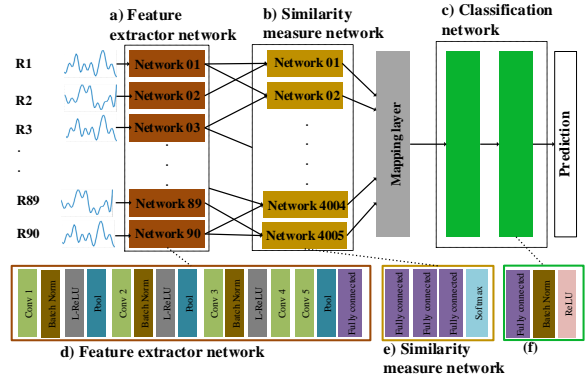 a) Feature
extractor network
b) Similarity
measure network
c) Classification
network
R1
R2
R3
R89
R90
Network 01
Network 02
Network 03
Network 89
Network 90
Network 01
Network 02
Network 4004
Network 4005
Mapping layer
Prediction
Conv 1
Batch Norm
L-ReLU
Pool
Conv 2
Batch Norm
L-ReLU
Pool
Conv 3
Batch Norm
L-ReLU
Conv 4
Conv 5
Pool
Fully connected
d) Feature extractor network
Fully connected
Fully connected
Fully connected
Softmax
e) Similarity
measure network
Fully connected
Batch Norm
ReLU
(f)